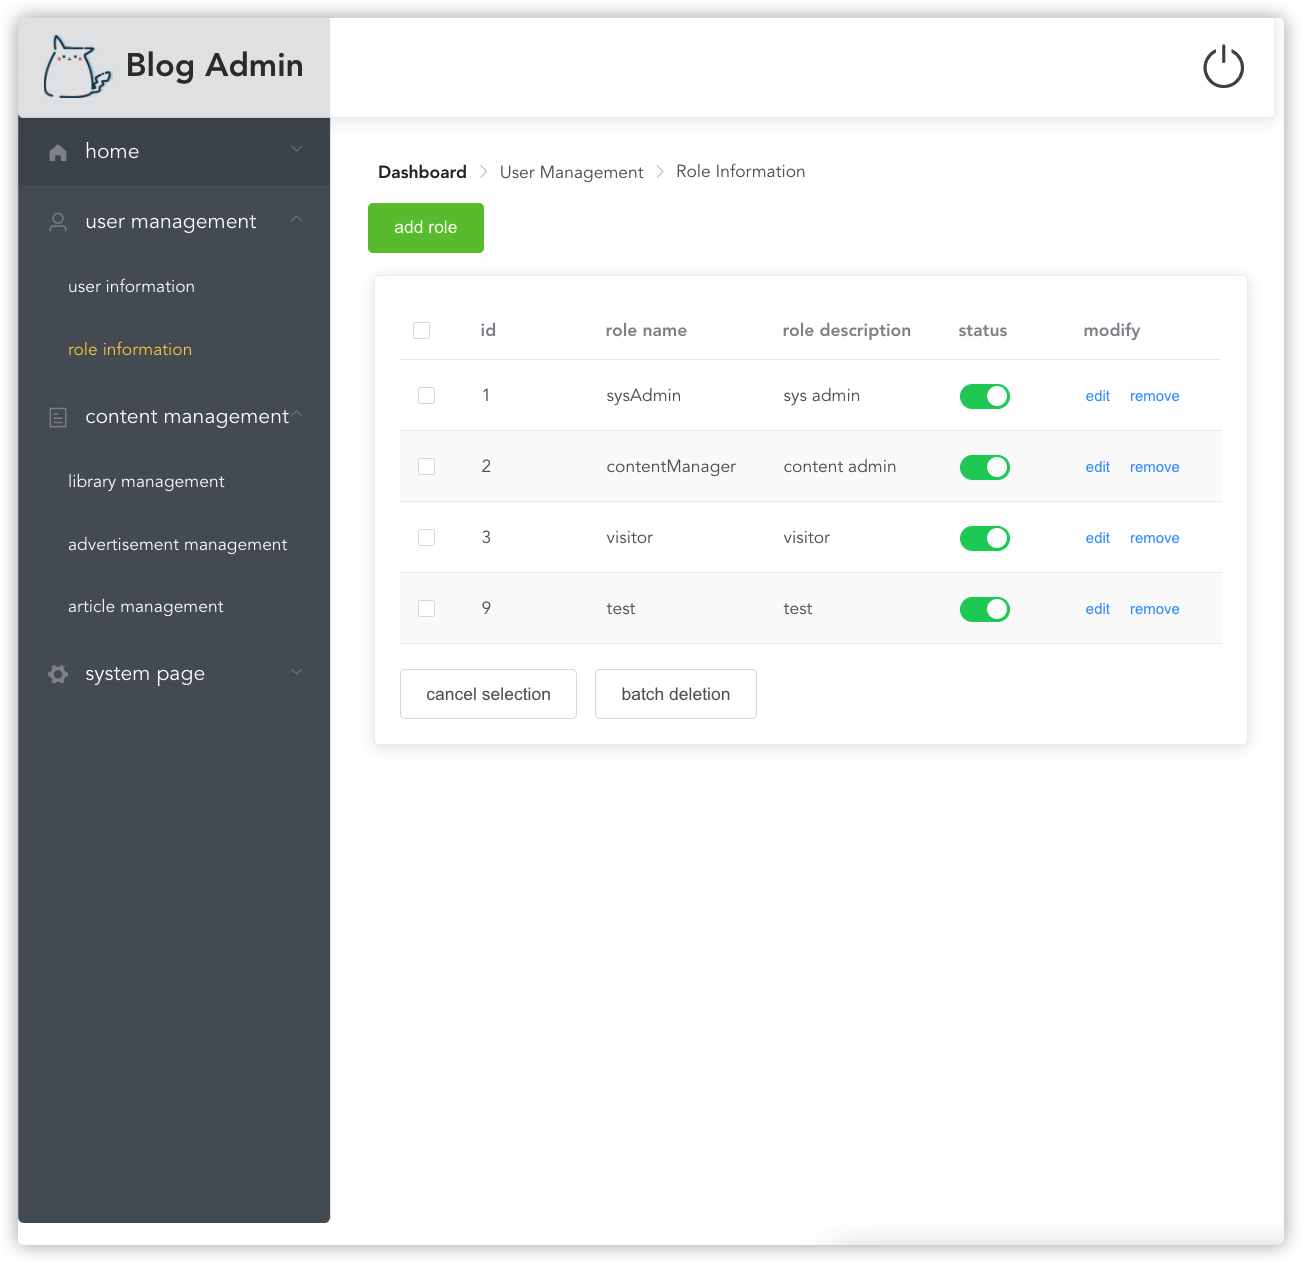 Blog Admin
home
user management
user information
role information
content management
library management
advertisement management
article management
system page
Dashboard User Management Role Information
add role
id role name role description status modify
1 sysAdmin sys admin edit remove
2 contentManager content admin edit remove
3 visitor visitor edit remove
9 test test edit remove
cancel selection batch deletion